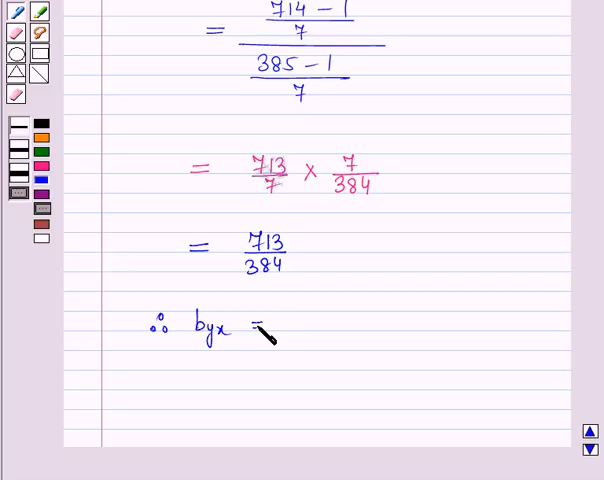 714 - 1
7
=
385 - 1
7
= 713/7 × 7/384
= 713/384
∴ byx =